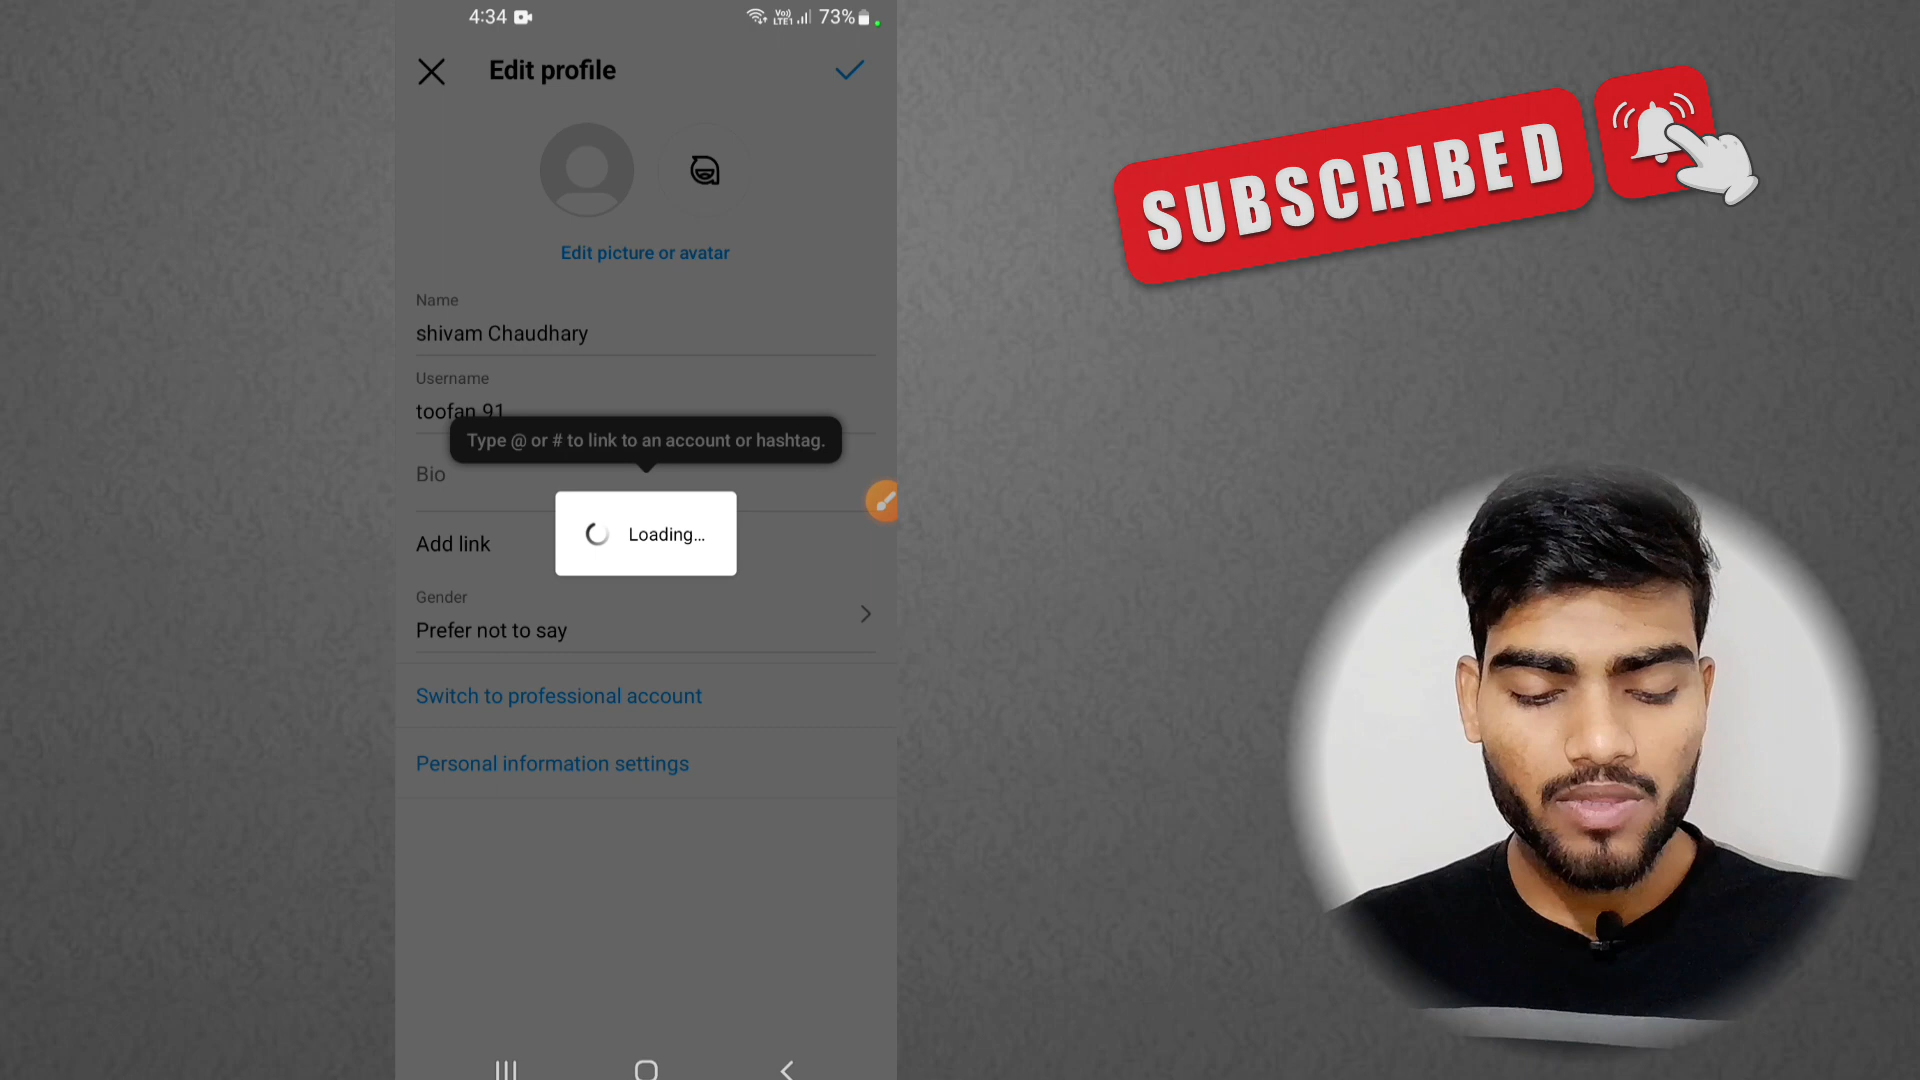 4:34
Vo)) LTE1 73%
Edit profile
Edit picture or avatar
Name
shivam Chaudhary
Username
toofan 91
Type @ or # to link to an account or hashtag.
Bio
Loading...
Add link
Gender
Prefer not to say
Switch to professional account
Personal information settings
SUBSCRIBED